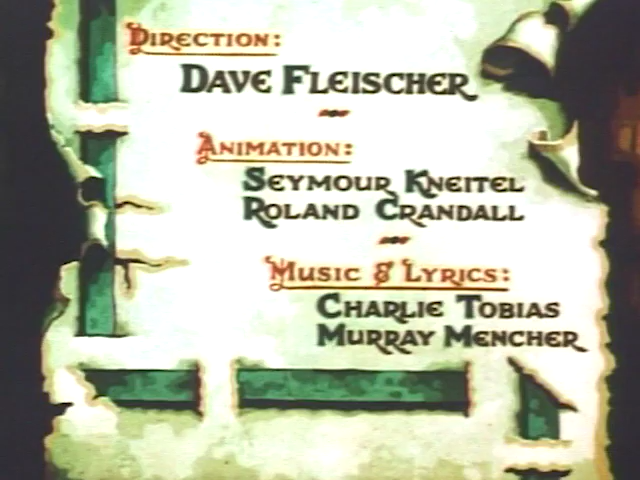 Direction:
Dave Fleischer
Animation:
Seymour Kneitel
Roland Crandall
Music & Lyrics:
Charlie Tobias
Murray Mencher